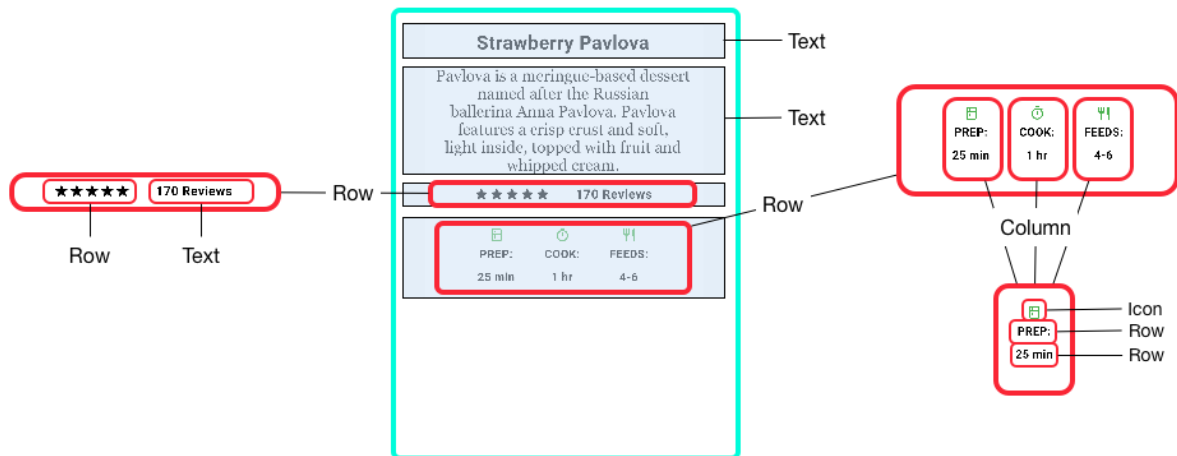 Strawberry Pavlova
Text
Pavlova is a meringue-based dessert
named after the Russian
ballerina Anna Pavlova. Pavlova
features a crisp crust and soft,
light inside, topped with fruit and
whipped cream.
Text
★★★★★ 170 Reviews
Row
Text
Row
★★★★★ 170 Reviews
Row
PREP: COOK: FEEDS:
25 min 1 hr 4-6
PREP: COOK: FEEDS:
25 min 1 hr 4-6
Column
PREP:
25 min
Icon
Row
Row